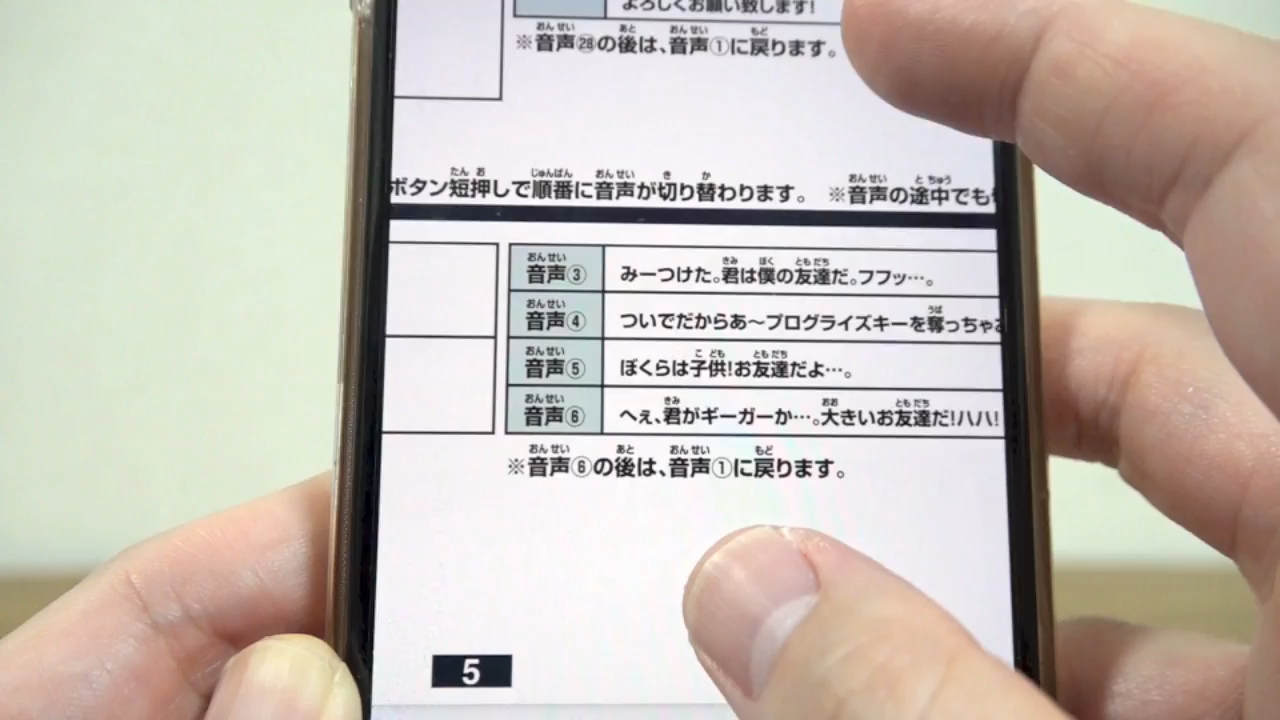 よろしくお願い致します!
※音声㉘の後は、音声①に戻ります。
ボタン短押しで順番に音声が切り替わります。 ※音声の途中でも
音声③ みーつけた。君は僕の友達だ。フフッ…。
音声④ ついでだからあ〜プログライズキーを奪っちゃ
音声⑤ ぼくらは子供!お友達だよ…。
音声⑥ へぇ、君がギーガーか…。大きいお友達だ!ハハ!
※音声⑥の後は、音声①に戻ります。
5